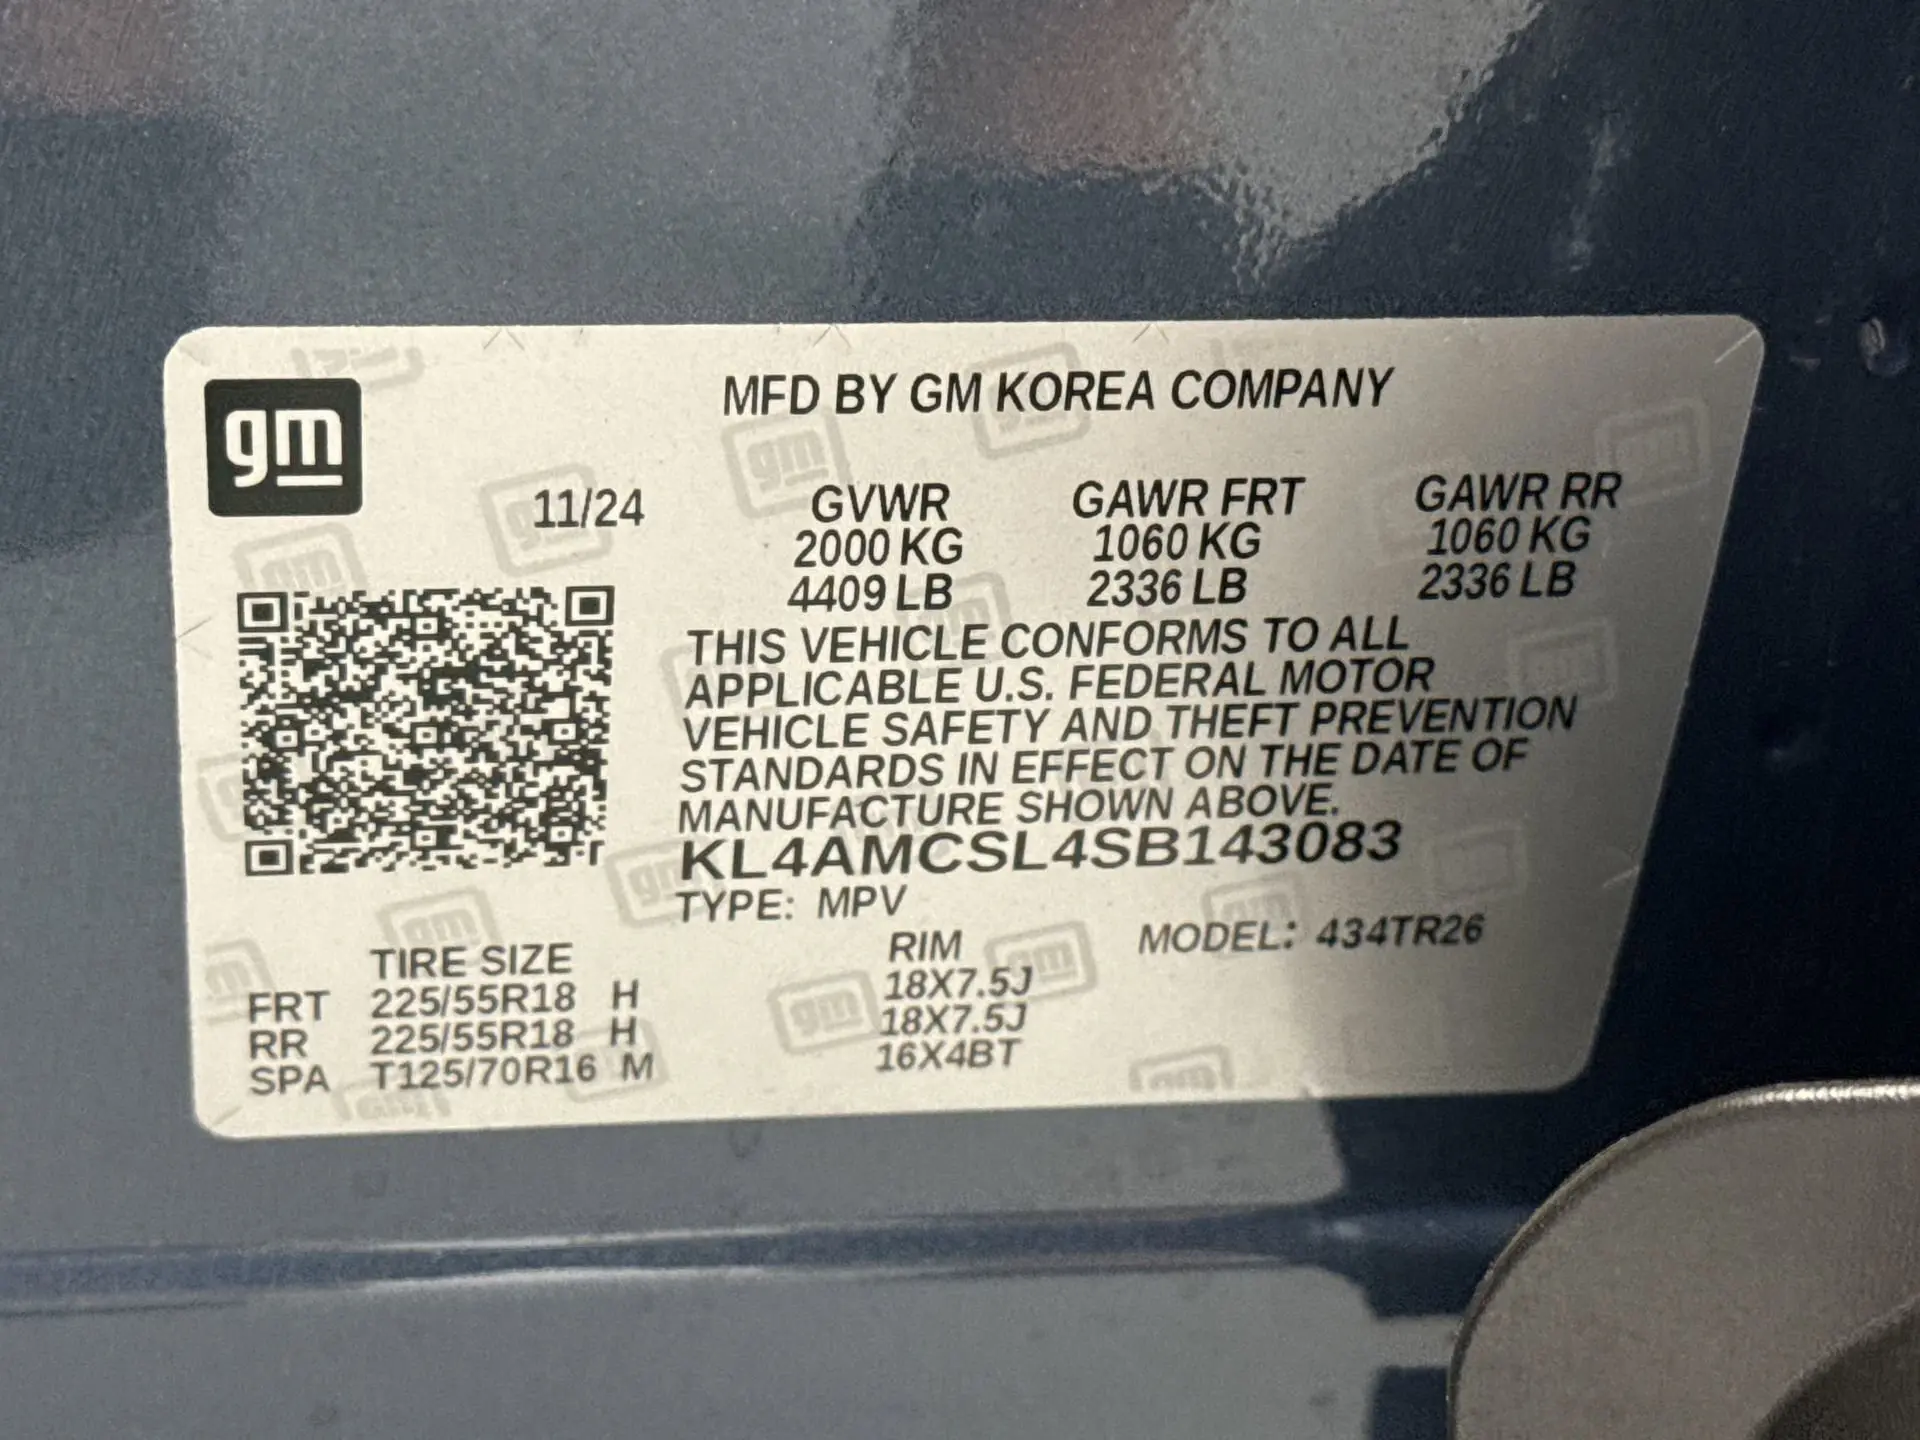 gm
MFD BY GM KOREA COMPANY
11/24
GVWR GAWR FRT GAWR RR
2000 KG 1060 KG 1060 KG
4409 LB 2336 LB 2336 LB
THIS VEHICLE CONFORMS TO ALL
APPLICABLE U.S. FEDERAL MOTOR
VEHICLE SAFETY AND THEFT PREVENTION
STANDARDS IN EFFECT ON THE DATE OF
MANUFACTURE SHOWN ABOVE.
KL4AMCSL4SB143083
TYPE: MPV
MODEL: 434TR26
TIRE SIZE RIM
FRT 225/55R18 H 18X7.5J
RR 225/55R18 H 18X7.5J
SPA T125/70R16 M 16X4BT